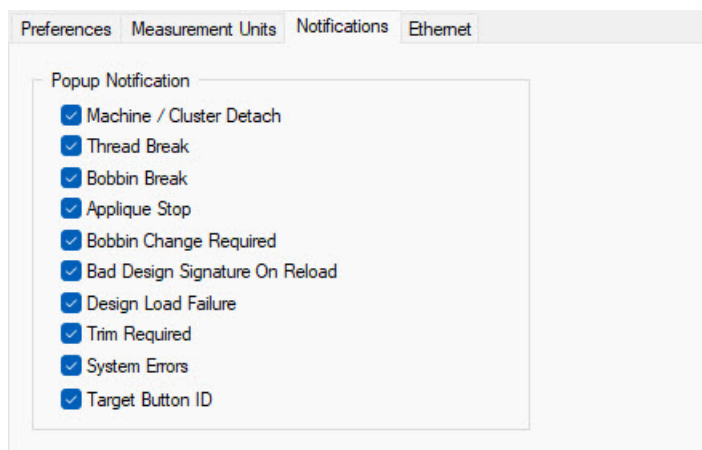 Preferences Measurement Units Notifications Ethernet
Popup Notification
Machine / Cluster Detach
Thread Break
Bobbin Break
Applique Stop
Bobbin Change Required
Bad Design Signature On Reload
Design Load Failure
Trim Required
System Errors
Target Button ID